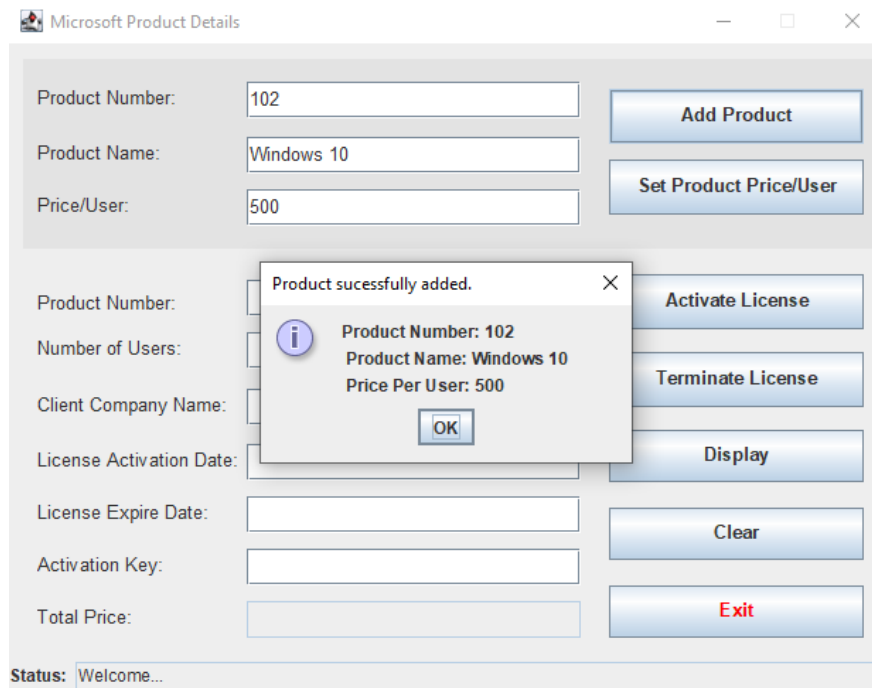 Microsoft Product Details
Product Number: 102 Add Product
Product Name: Windows 10
Set Product Price/User
Price/User: 500
Product sucessfully added.
Product Number: 102
Product Name: Windows 10
Price Per User: 500
OK
Product Number: Activate License
Number of Users:
Terminate License
Client Company Name:
License Activation Date: Display
License Expire Date:
Clear
Activation Key:
Total Price: Exit
Status: Welcome...